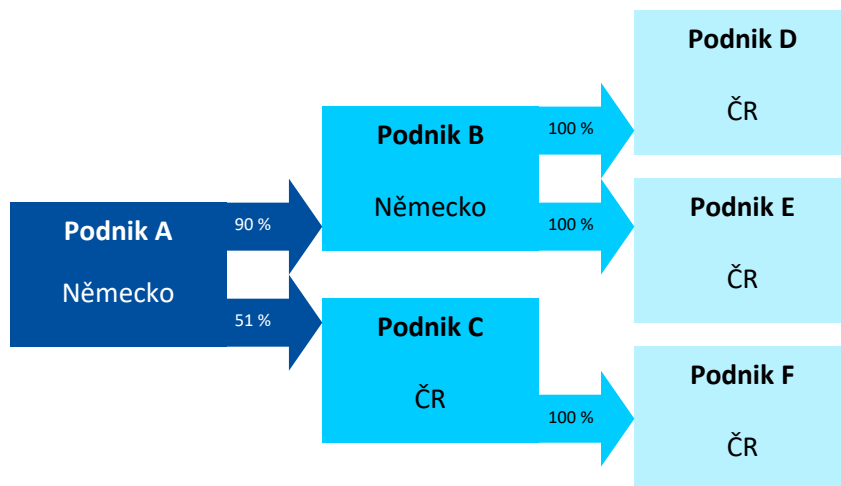 Podnik A
Německo
90 %
51 %
Podnik B
Německo
100 %
100 %
Podnik C
ČR
100 %
Podnik D
ČR
Podnik E
ČR
Podnik F
ČR